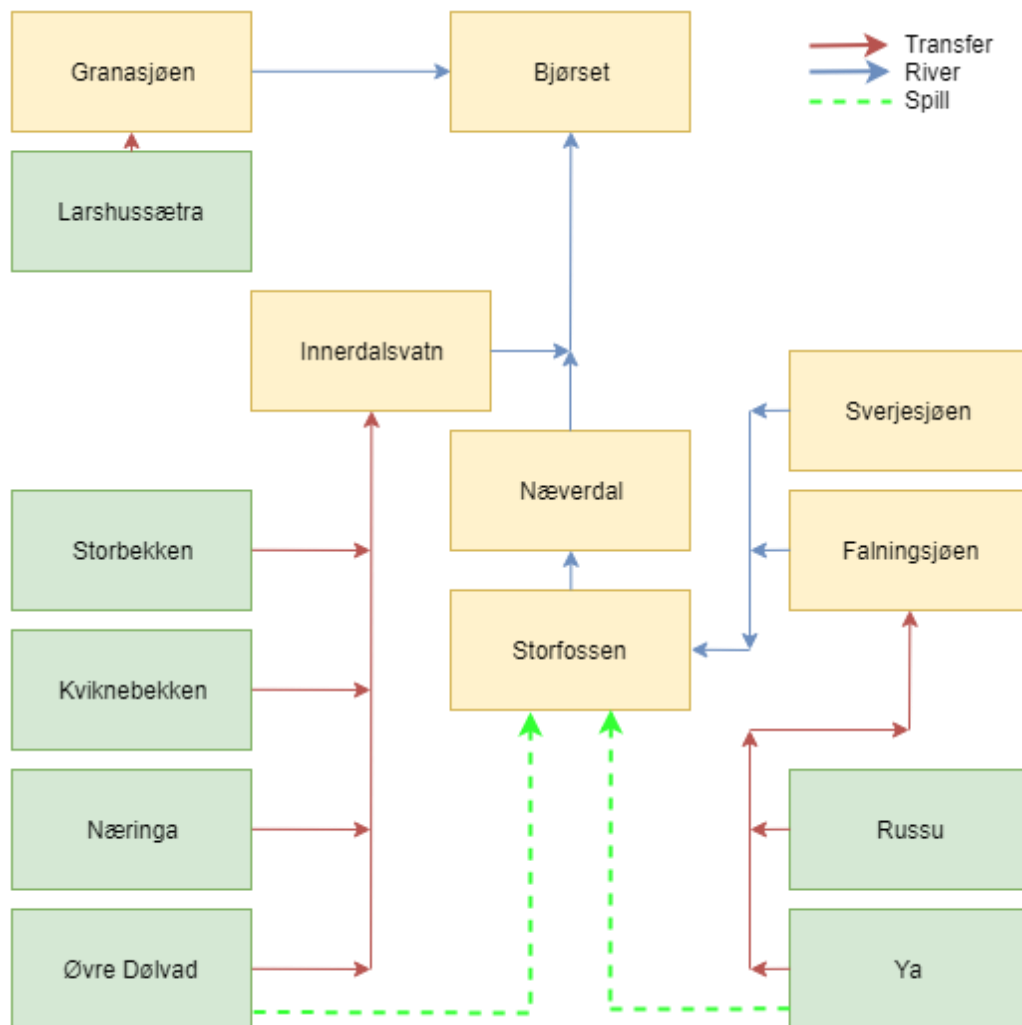 Granasjøen
Bjørset
Transfer
River
Spill
Larshussætra
Innerdalsvatn
Sverjesjøen
Næverdal
Storbekken
Falningsjøen
Storfossen
Kviknebekken
Næringa
Russu
Øvre Dølvad
Ya